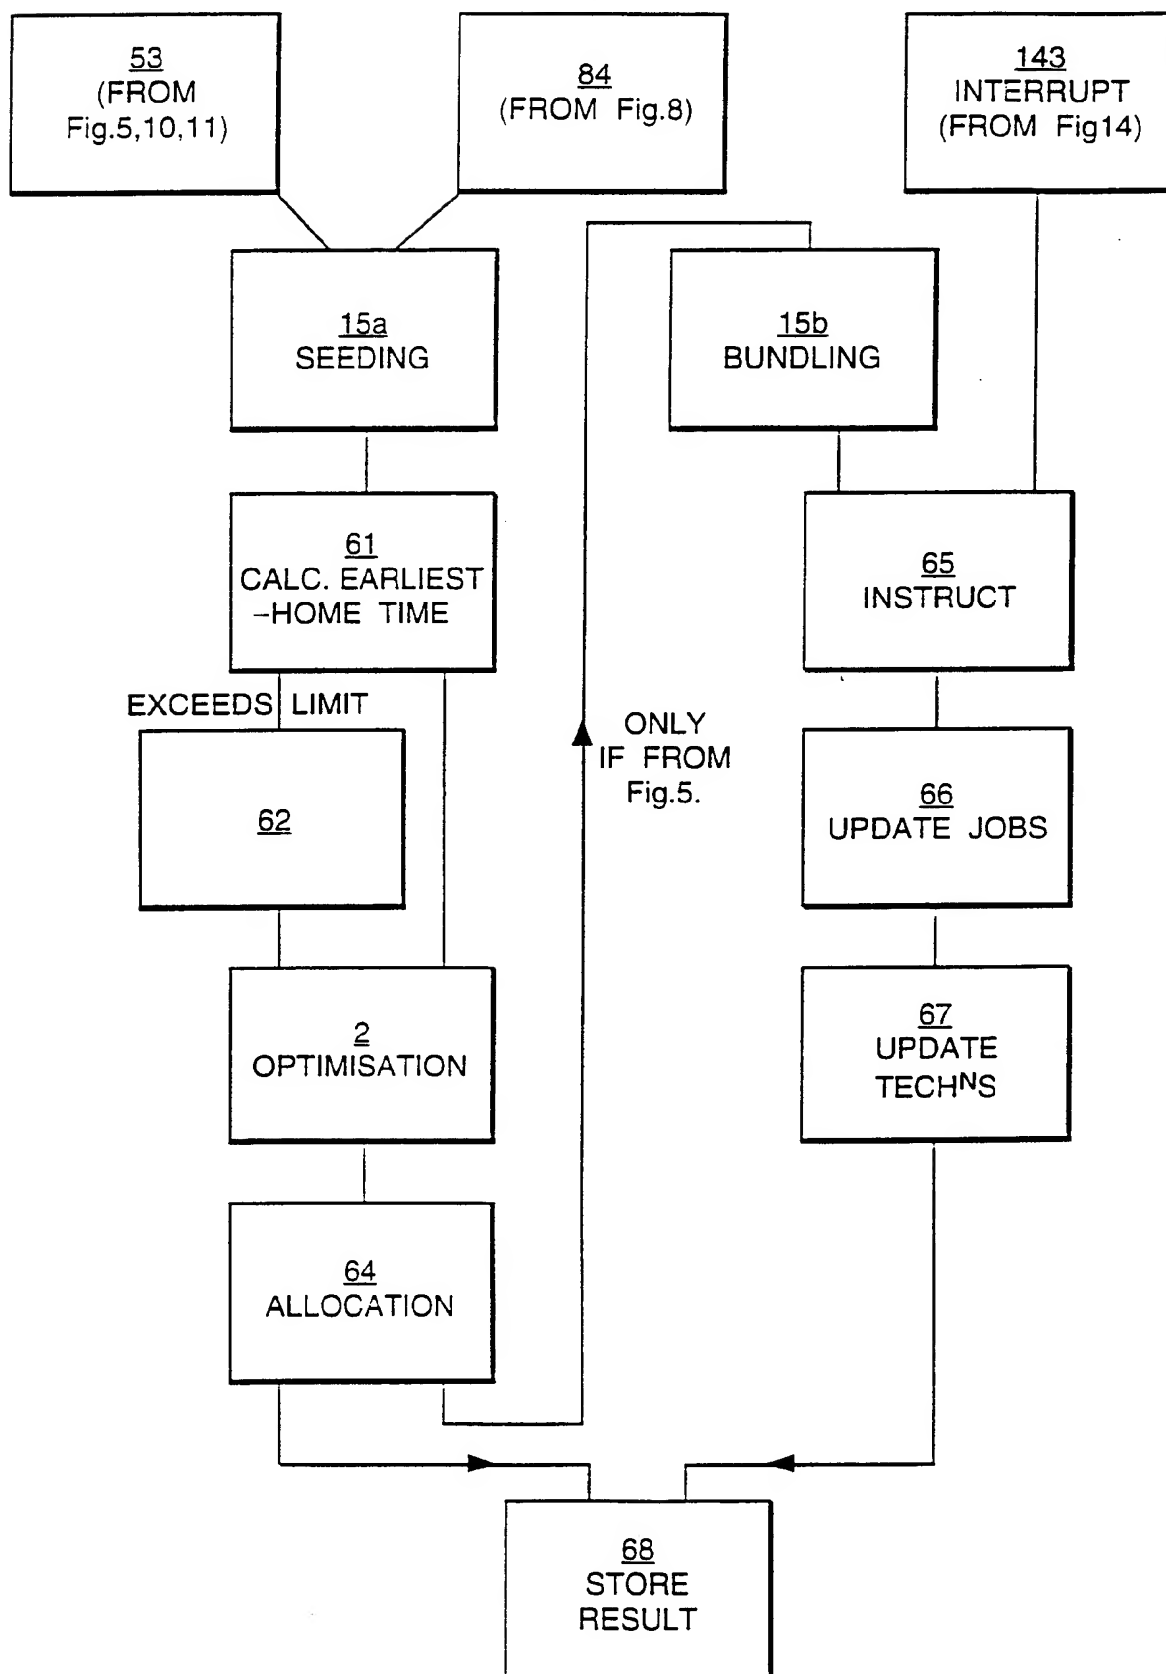 53
(FROM
Fig.5,10,11)
84
(FROM Fig.8)
143
INTERRUPT
(FROM Fig14)
15a
SEEDING
15b
BUNDLING
61
CALC. EARLIEST
–HOME TIME
65
INSTRUCT
EXCEEDS LIMIT
ONLY
IF FROM
Fig.5.
62
66
UPDATE JOBS
2
OPTIMISATION
67
UPDATE
TECHᴺS
64
ALLOCATION
68
STORE
RESULT